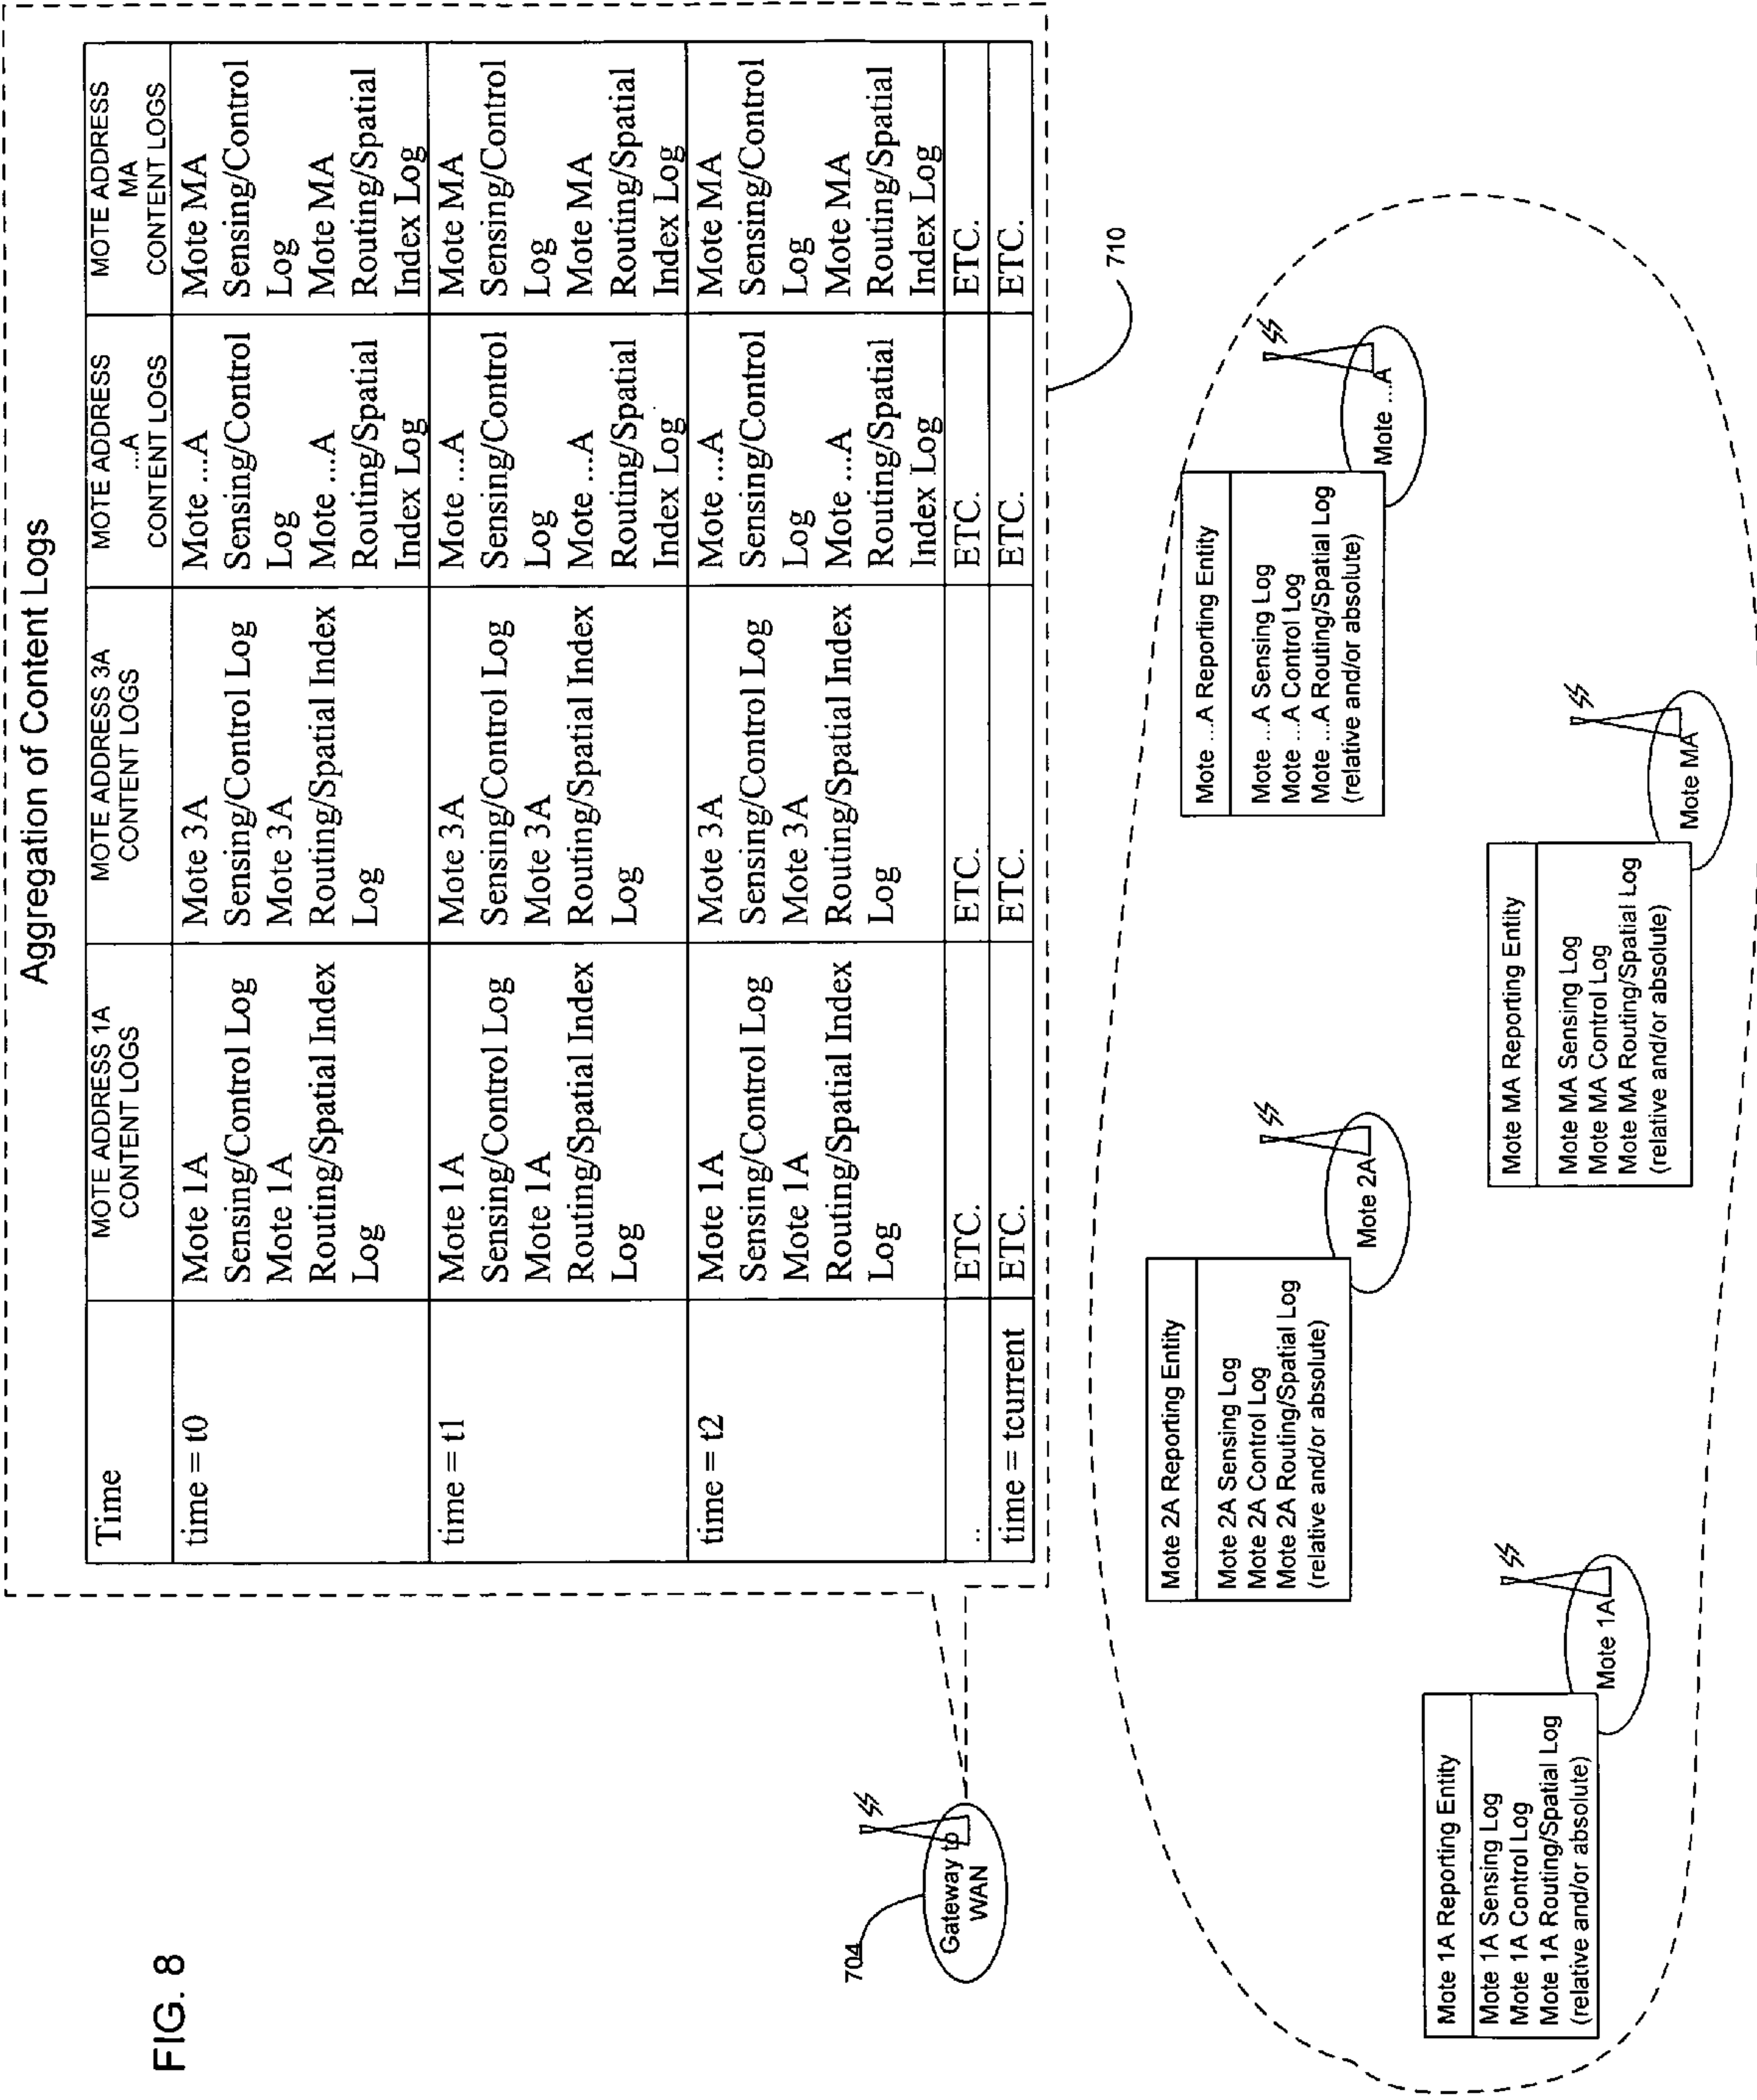 FIG. 8
Aggregation of Content Logs
Time
MOTE ADDRESS 1A
CONTENT LOGS
MOTE ADDRESS 3A
CONTENT LOGS
MOTE ADDRESS
...A
CONTENT LOGS
MOTE ADDRESS
MA
CONTENT LOGS
time = t0
Mote 1A
Sensing/Control Log
Mote 1A
Routing/Spatial Index
Log
Mote 3A
Sensing/Control Log
Mote 3A
Routing/Spatial Index
Log
Mote ...A
Sensing/Control
Log
Mote ...A
Routing/Spatial
Index Log
Mote MA
Sensing/Control
Log
Mote MA
Routing/Spatial
Index Log
time = t1
Mote 1A
Sensing/Control Log
Mote 1A
Routing/Spatial Index
Log
Mote 3A
Sensing/Control Log
Mote 3A
Routing/Spatial Index
Log
Mote ...A
Sensing/Control
Log
Mote ...A
Routing/Spatial
Index Log
Mote MA
Sensing/Control
Log
Mote MA
Routing/Spatial
Index Log
time = t2
Mote 1A
Sensing/Control Log
Mote 1A
Routing/Spatial Index
Log
Mote 3A
Sensing/Control Log
Mote 3A
Routing/Spatial Index
Log
Mote ...A
Sensing/Control
Log
Mote ...A
Routing/Spatial
Index Log
Mote MA
Sensing/Control
Log
Mote MA
Routing/Spatial
Index Log
..
ETC.
ETC.
ETC.
ETC.
time = tcurrent
ETC.
ETC.
ETC.
ETC.
704
Gateway to
WAN
710
Mote 2A Reporting Entity
Mote 2A Sensing Log
Mote 2A Control Log
Mote 2A Routing/Spatial Log
(relative and/or absolute)
Mote 2A
Mote ...A Reporting Entity
Mote ...A Sensing Log
Mote ...A Control Log
Mote ...A Routing/Spatial Log
(relative and/or absolute)
Mote ...A
Mote 1A Reporting Entity
Mote 1A Sensing Log
Mote 1A Control Log
Mote 1A Routing/Spatial Log
(relative and/or absolute)
Mote 1A
Mote MA Reporting Entity
Mote MA Sensing Log
Mote MA Control Log
Mote MA Routing/Spatial Log
(relative and/or absolute)
Mote MA